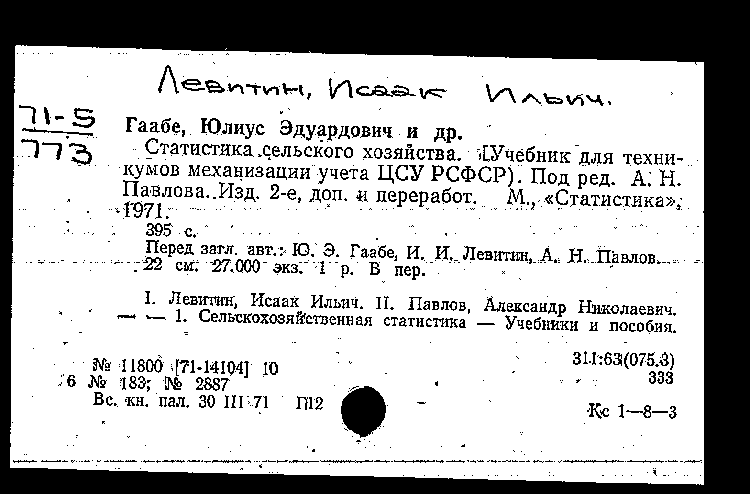 Левитин, Исаак Ильич.
71-5
773
Гаабе, Юлиус Эдуардович и др.
Статистика сельского хозяйства. [Учебник для техни-
кумов механизации учета ЦСУ РСФСР). Под ред. А. Н.
Павлова. Изд. 2-е, доп. и переработ. М., «Статистика»,
1971.
395 с.
Перед загл. авт.: Ю. Э. Гаабе, И. И. Левитин, А. Н. Павлов.
22 см. 27.000 экз. 1 р. В пер.
I. Левитин, Исаак Ильич. II. Павлов, Александр Николаевич.
— — 1. Сельскохозяйственная статистика — Учебники и пособия.
№ 11800 [71-14104] 10
311:63(075.3)
6 № 183; № 2887
333
Вс. кн. пал. 30 III 71 П12
Кс 1—8—3